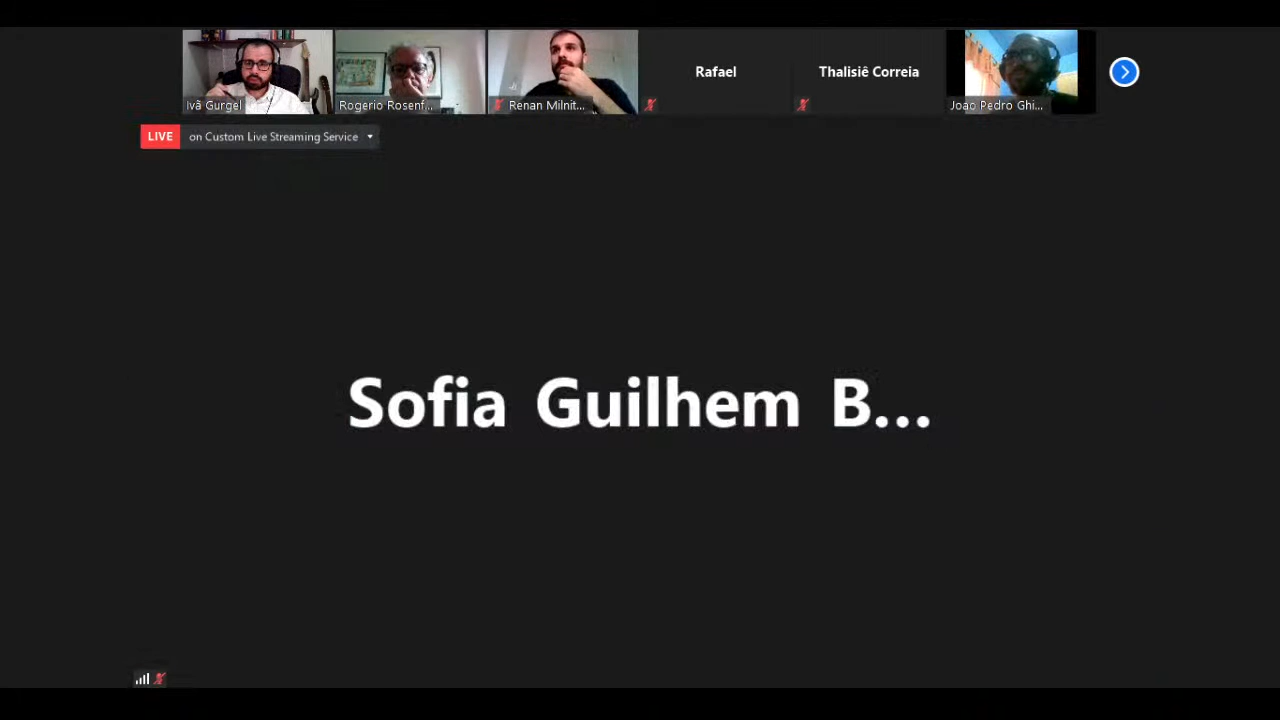 Ivã Gurgel
Rogerio Rosenf...
Renan Milnit...
Rafael
Thalisiê Correia
João Pedro Ghi...
LIVE on Custom Live Streaming Service
Sofia Guilhem B...